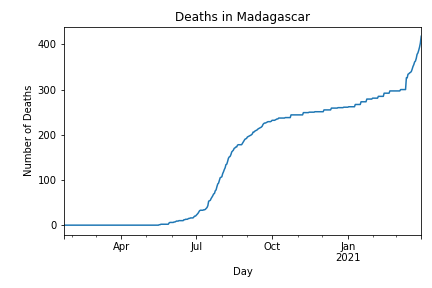 Deaths in Madagascar
Number of Deaths
400
300
200
100
0
Apr
Jul
Oct
Jan
2021
Day